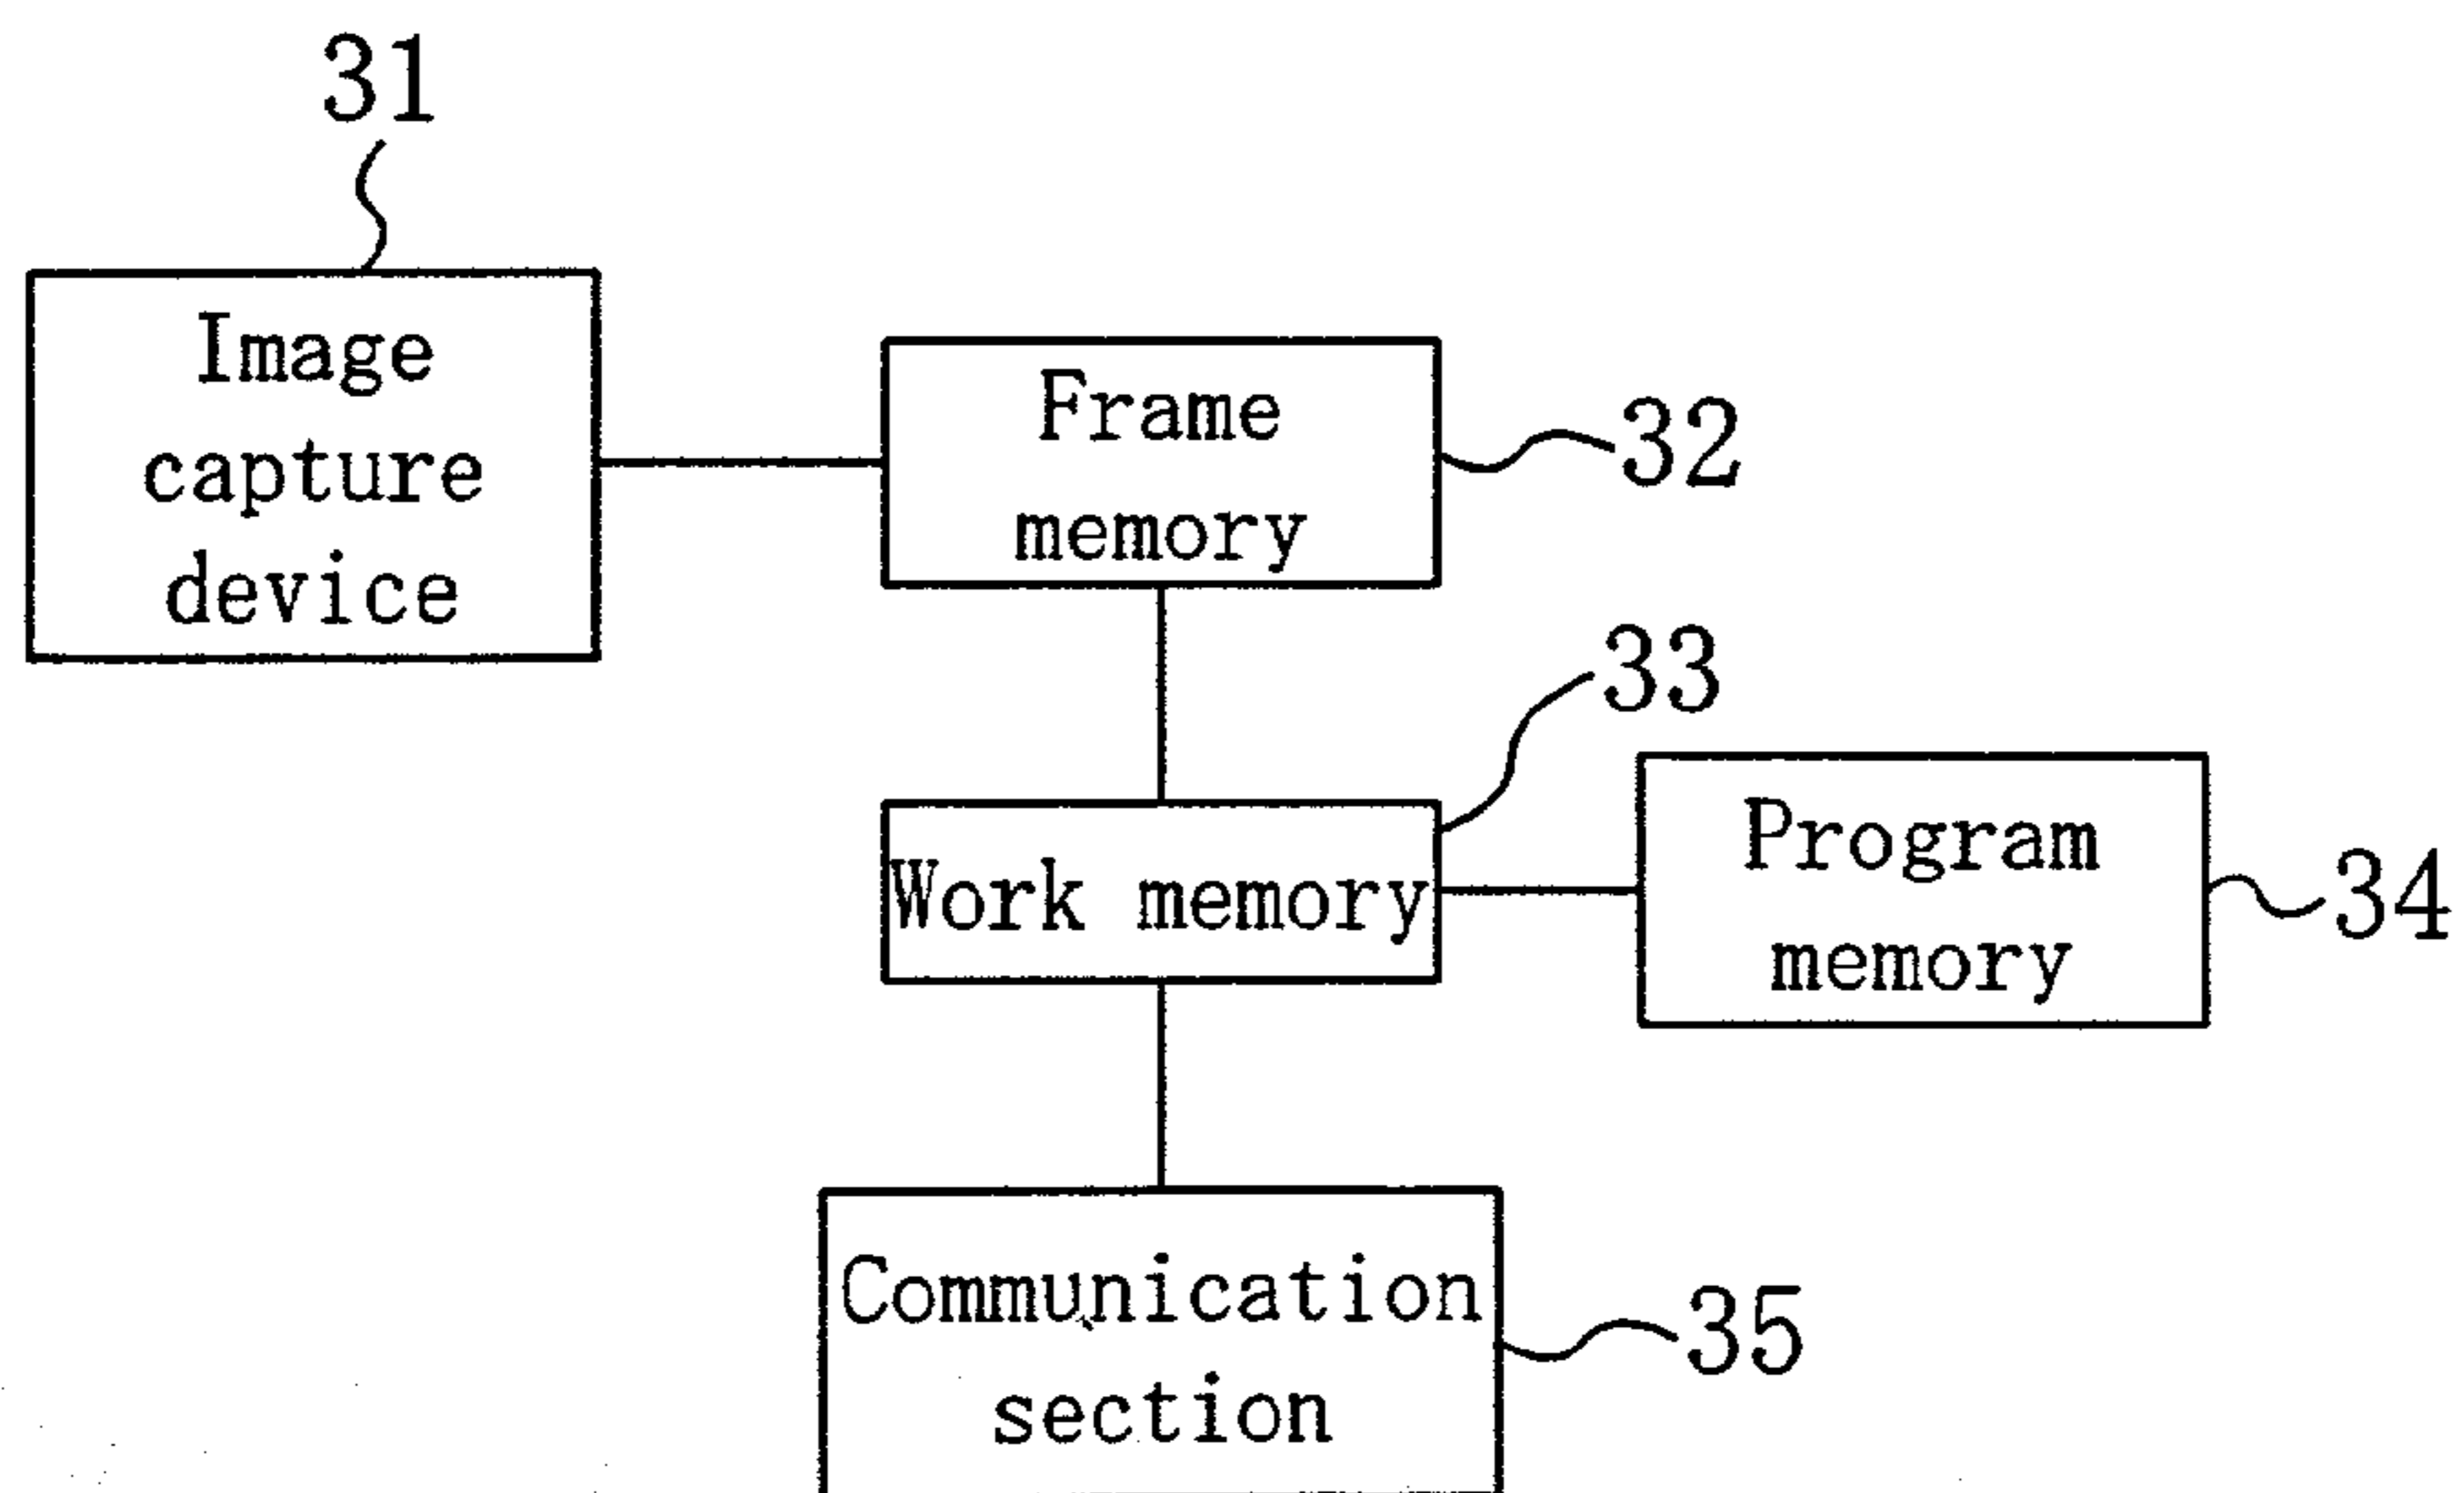 31
Image
capture
device
Frame
memory
32
33
Work memory
Program
memory
34
Communication
section
35